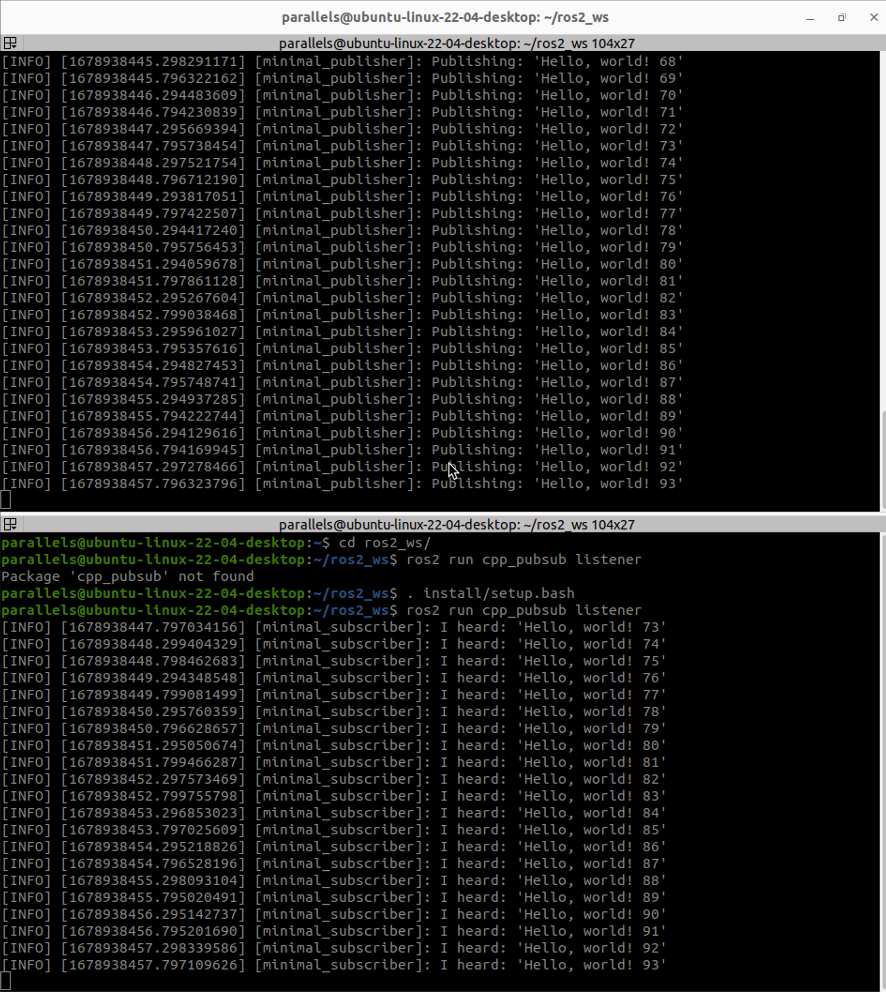 parallels@ubuntu-linux-22-04-desktop: ~/ros2_ws
parallels@ubuntu-linux-22-04-desktop: ~/ros2_ws 104x27
[INFO] [1678938445.298291171] [minimal_publisher]: Publishing: 'Hello, world! 68'
[INFO] [1678938445.796322162] [minimal_publisher]: Publishing: 'Hello, world! 69'
[INFO] [1678938446.294483609] [minimal_publisher]: Publishing: 'Hello, world! 70'
[INFO] [1678938446.794230839] [minimal_publisher]: Publishing: 'Hello, world! 71'
[INFO] [1678938447.295669394] [minimal_publisher]: Publishing: 'Hello, world! 72'
[INFO] [1678938447.795738454] [minimal_publisher]: Publishing: 'Hello, world! 73'
[INFO] [1678938448.297521754] [minimal_publisher]: Publishing: 'Hello, world! 74'
[INFO] [1678938448.796712190] [minimal_publisher]: Publishing: 'Hello, world! 75'
[INFO] [1678938449.293817051] [minimal_publisher]: Publishing: 'Hello, world! 76'
[INFO] [1678938449.797422507] [minimal_publisher]: Publishing: 'Hello, world! 77'
[INFO] [1678938450.294417240] [minimal_publisher]: Publishing: 'Hello, world! 78'
[INFO] [1678938450.795756453] [minimal_publisher]: Publishing: 'Hello, world! 79'
[INFO] [1678938451.294059678] [minimal_publisher]: Publishing: 'Hello, world! 80'
[INFO] [1678938451.797861128] [minimal_publisher]: Publishing: 'Hello, world! 81'
[INFO] [1678938452.295267604] [minimal_publisher]: Publishing: 'Hello, world! 82'
[INFO] [1678938452.799038468] [minimal_publisher]: Publishing: 'Hello, world! 83'
[INFO] [1678938453.295961027] [minimal_publisher]: Publishing: 'Hello, world! 84'
[INFO] [1678938453.795357616] [minimal_publisher]: Publishing: 'Hello, world! 85'
[INFO] [1678938454.294827453] [minimal_publisher]: Publishing: 'Hello, world! 86'
[INFO] [1678938454.795748741] [minimal_publisher]: Publishing: 'Hello, world! 87'
[INFO] [1678938455.294937285] [minimal_publisher]: Publishing: 'Hello, world! 88'
[INFO] [1678938455.794222744] [minimal_publisher]: Publishing: 'Hello, world! 89'
[INFO] [1678938456.294129616] [minimal_publisher]: Publishing: 'Hello, world! 90'
[INFO] [1678938456.794169945] [minimal_publisher]: Publishing: 'Hello, world! 91'
[INFO] [1678938457.297278466] [minimal_publisher]: Publishing: 'Hello, world! 92'
[INFO] [1678938457.796323796] [minimal_publisher]: Publishing: 'Hello, world! 93'
parallels@ubuntu-linux-22-04-desktop: ~/ros2_ws 104x27
parallels@ubuntu-linux-22-04-desktop:~$ cd ros2_ws/
parallels@ubuntu-linux-22-04-desktop:~/ros2_ws$ ros2 run cpp_pubsub listener
Package 'cpp_pubsub' not found
parallels@ubuntu-linux-22-04-desktop:~/ros2_ws$ . install/setup.bash
parallels@ubuntu-linux-22-04-desktop:~/ros2_ws$ ros2 run cpp_pubsub listener
[INFO] [1678938447.797034156] [minimal_subscriber]: I heard: 'Hello, world! 73'
[INFO] [1678938448.299404329] [minimal_subscriber]: I heard: 'Hello, world! 74'
[INFO] [1678938448.798462683] [minimal_subscriber]: I heard: 'Hello, world! 75'
[INFO] [1678938449.294348548] [minimal_subscriber]: I heard: 'Hello, world! 76'
[INFO] [1678938449.799081499] [minimal_subscriber]: I heard: 'Hello, world! 77'
[INFO] [1678938450.295760359] [minimal_subscriber]: I heard: 'Hello, world! 78'
[INFO] [1678938450.796628657] [minimal_subscriber]: I heard: 'Hello, world! 79'
[INFO] [1678938451.295050674] [minimal_subscriber]: I heard: 'Hello, world! 80'
[INFO] [1678938451.799466287] [minimal_subscriber]: I heard: 'Hello, world! 81'
[INFO] [1678938452.297573469] [minimal_subscriber]: I heard: 'Hello, world! 82'
[INFO] [1678938452.799755798] [minimal_subscriber]: I heard: 'Hello, world! 83'
[INFO] [1678938453.296853023] [minimal_subscriber]: I heard: 'Hello, world! 84'
[INFO] [1678938453.797025609] [minimal_subscriber]: I heard: 'Hello, world! 85'
[INFO] [1678938454.295218826] [minimal_subscriber]: I heard: 'Hello, world! 86'
[INFO] [1678938454.796528196] [minimal_subscriber]: I heard: 'Hello, world! 87'
[INFO] [1678938455.298093104] [minimal_subscriber]: I heard: 'Hello, world! 88'
[INFO] [1678938455.795020491] [minimal_subscriber]: I heard: 'Hello, world! 89'
[INFO] [1678938456.295142737] [minimal_subscriber]: I heard: 'Hello, world! 90'
[INFO] [1678938456.795201690] [minimal_subscriber]: I heard: 'Hello, world! 91'
[INFO] [1678938457.298339586] [minimal_subscriber]: I heard: 'Hello, world! 92'
[INFO] [1678938457.797109626] [minimal_subscriber]: I heard: 'Hello, world! 93'